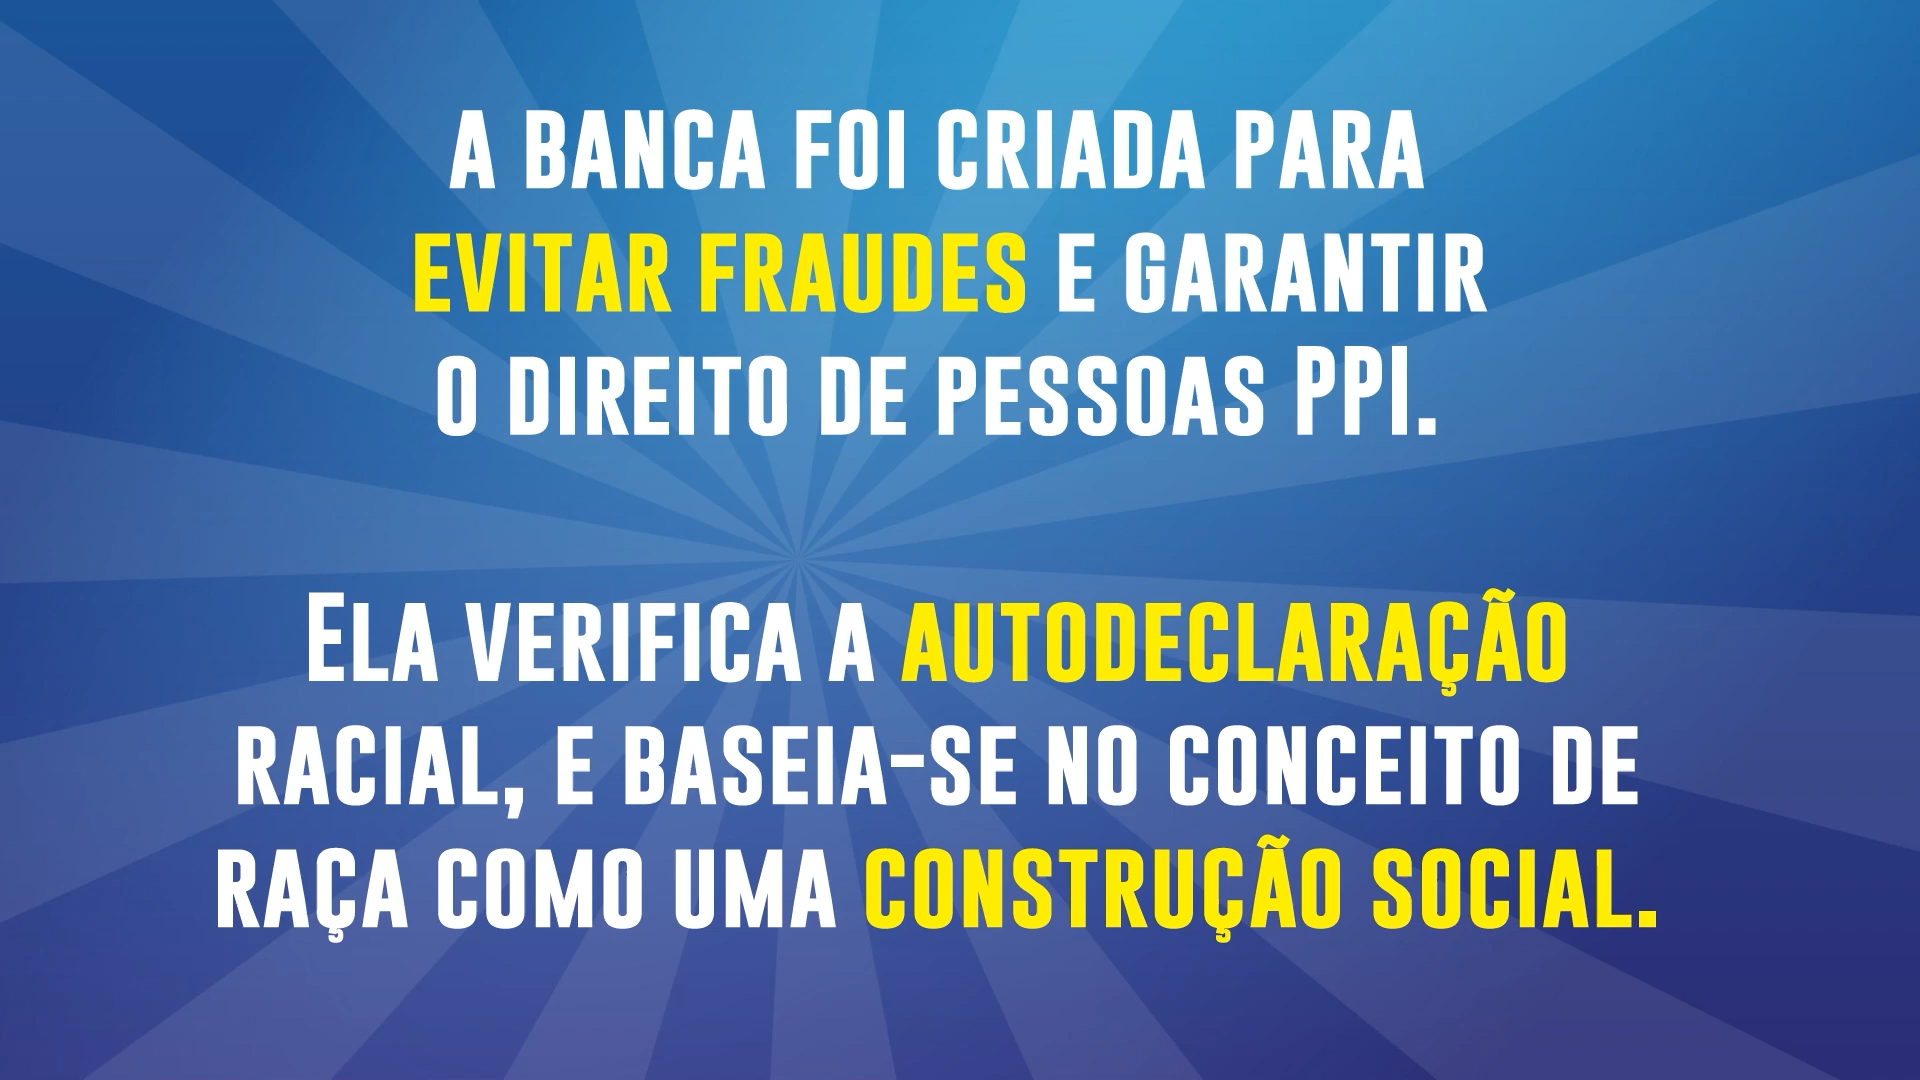 A BANCA FOI CRIADA PARA
EVITAR FRAUDES E GARANTIR
O DIREITO DE PESSOAS PPI.
ELA VERIFICA A AUTODECLARAÇÃO
RACIAL, E BASEIA-SE NO CONCEITO DE
RAÇA COMO UMA CONSTRUÇÃO SOCIAL.